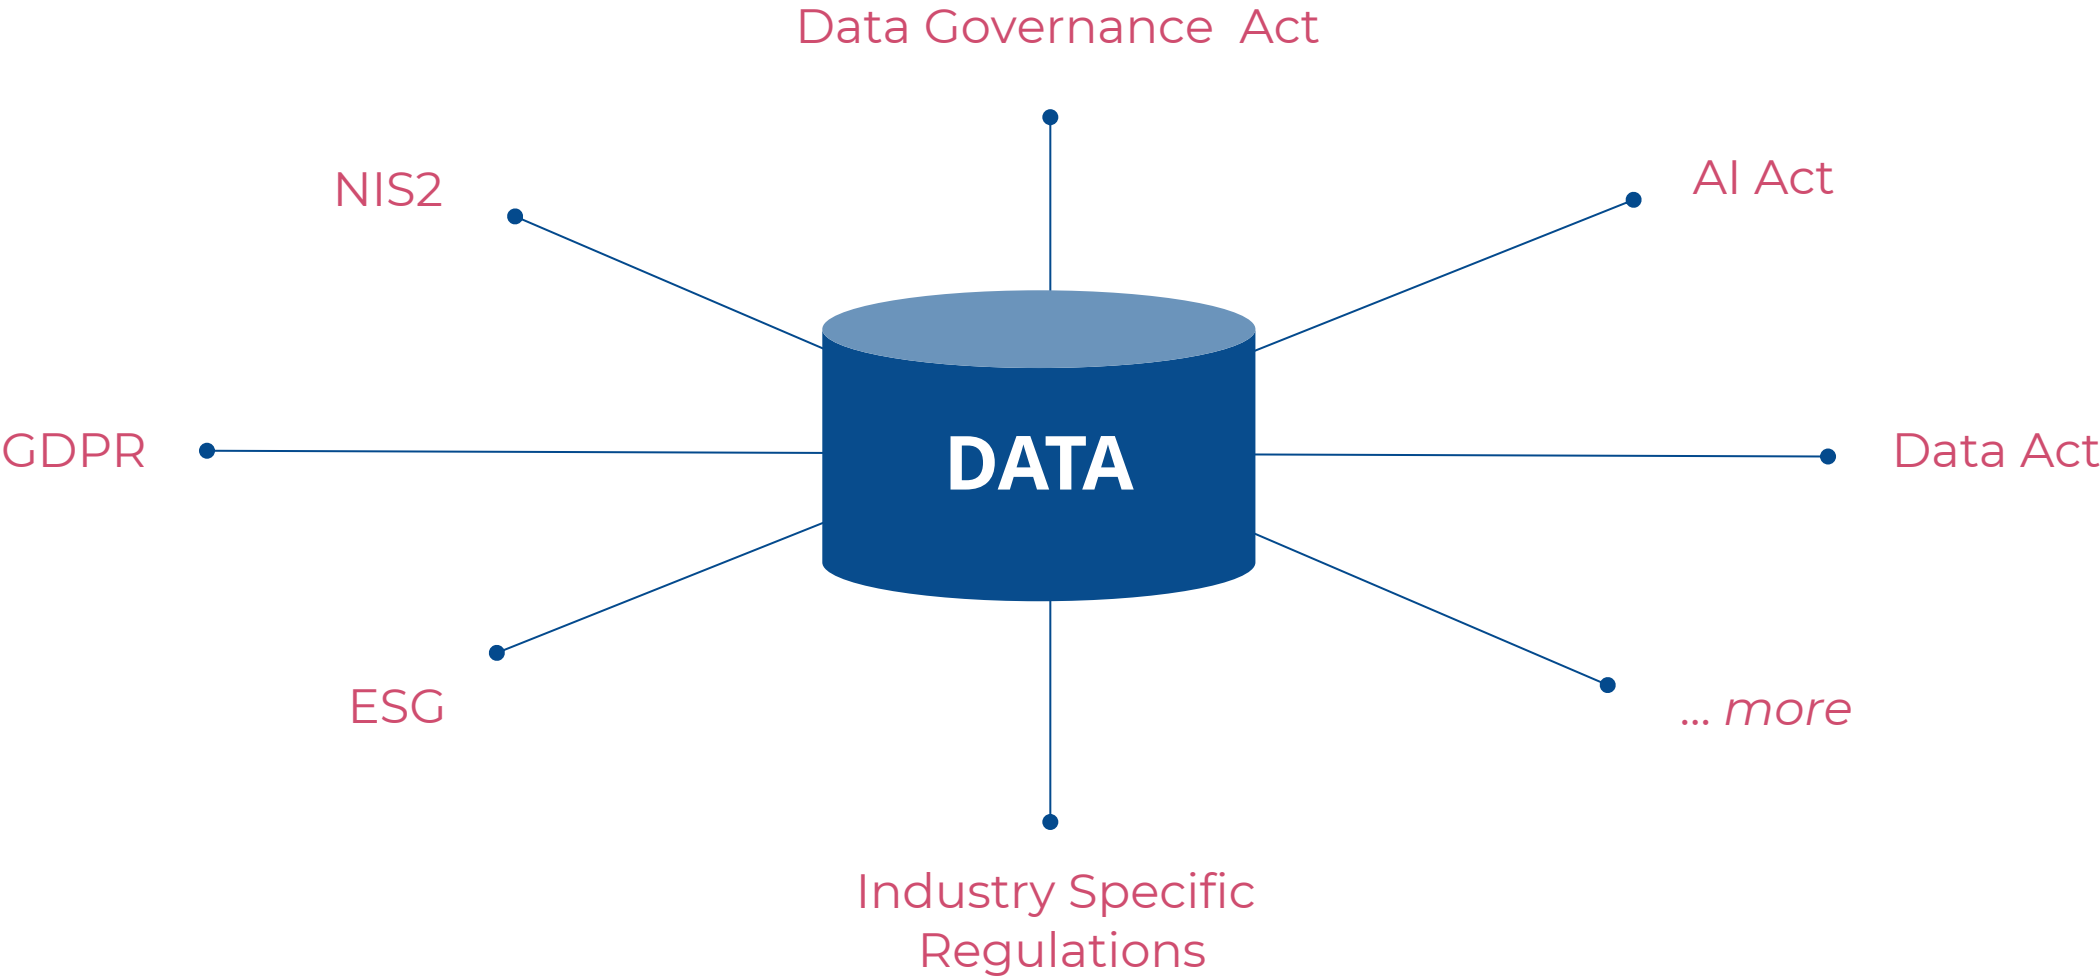 Data Governance Act
NIS2
AI Act
GDPR
DATA
Data Act
ESG
... more
Industry Specific
Regulations